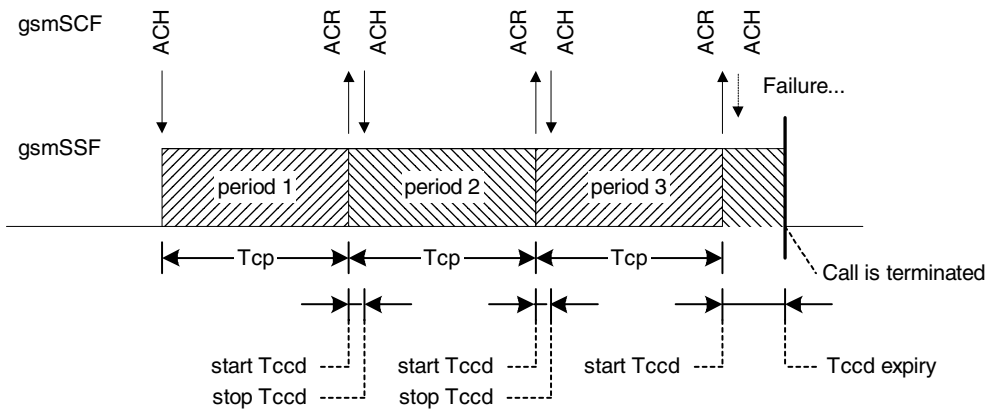 gsmSCF
ACH
ACR
ACH
ACR
ACH
ACR
ACH
Failure...
gsmSSF
period 1
period 2
period 3
Tcp
Tcp
Tcp
Call is terminated
start Tccd
start Tccd
start Tccd
Tccd expiry
stop Tccd
stop Tccd